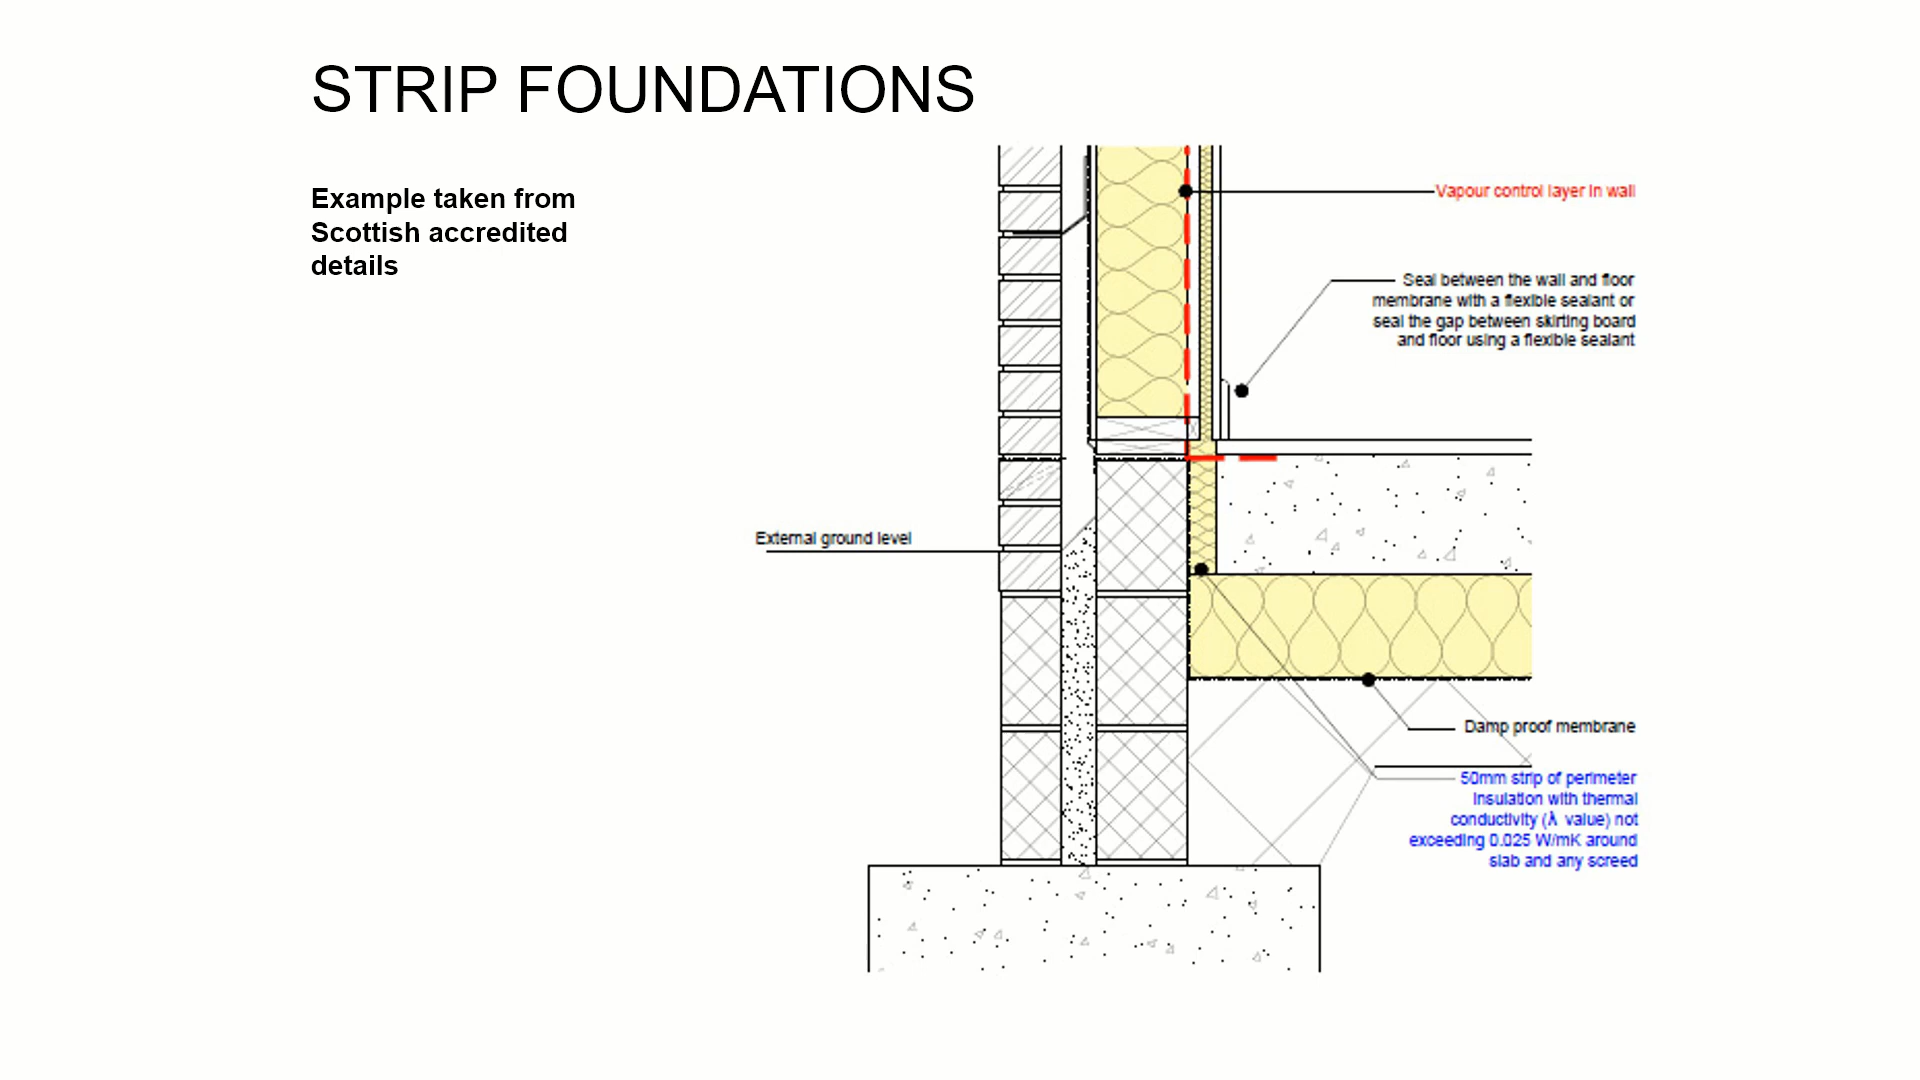 STRIP FOUNDATIONS
Example taken from
Scottish accredited
details
Vapour control layer in wall
Seal between the wall and floor
membrane with a flexible sealant or
seal the gap between skirting board
and floor using a flexible sealant
External ground level
Damp proof membrane
50mm strip of perimeter
insulation with thermal
conductivity (λ value) not
exceeding 0.025 W/mK around
slab and any screed